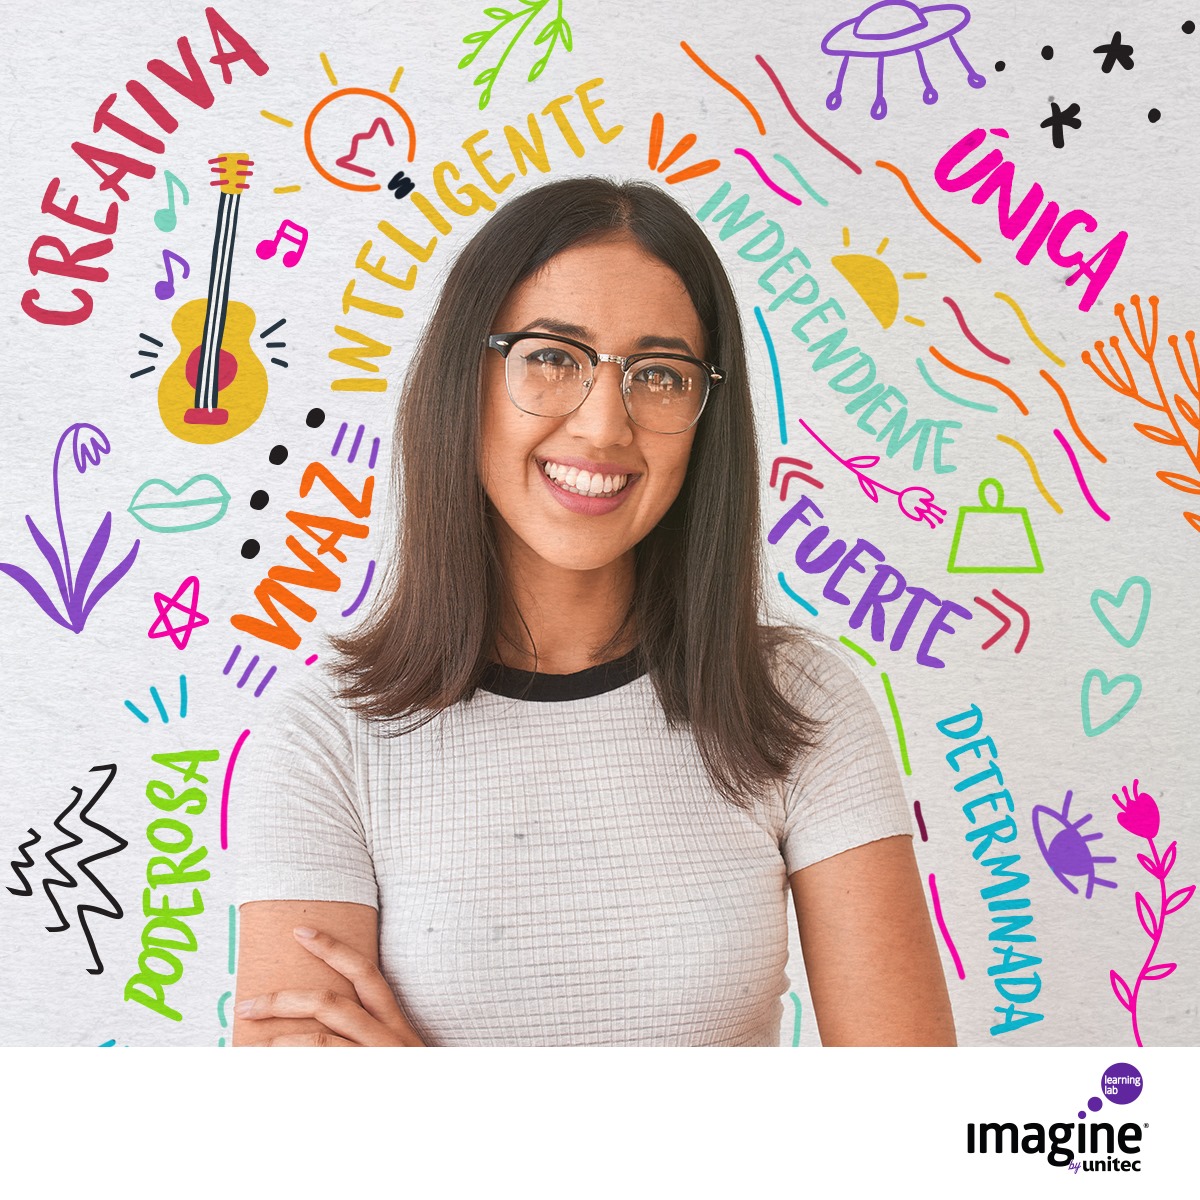 CREATIVA
INTELIGENTE
INDEPENDIENTE
ÚNICA
VIVAZ
FUERTE
PODEROSA
DETERMINADA
learning
lab
imagine®
by unitec